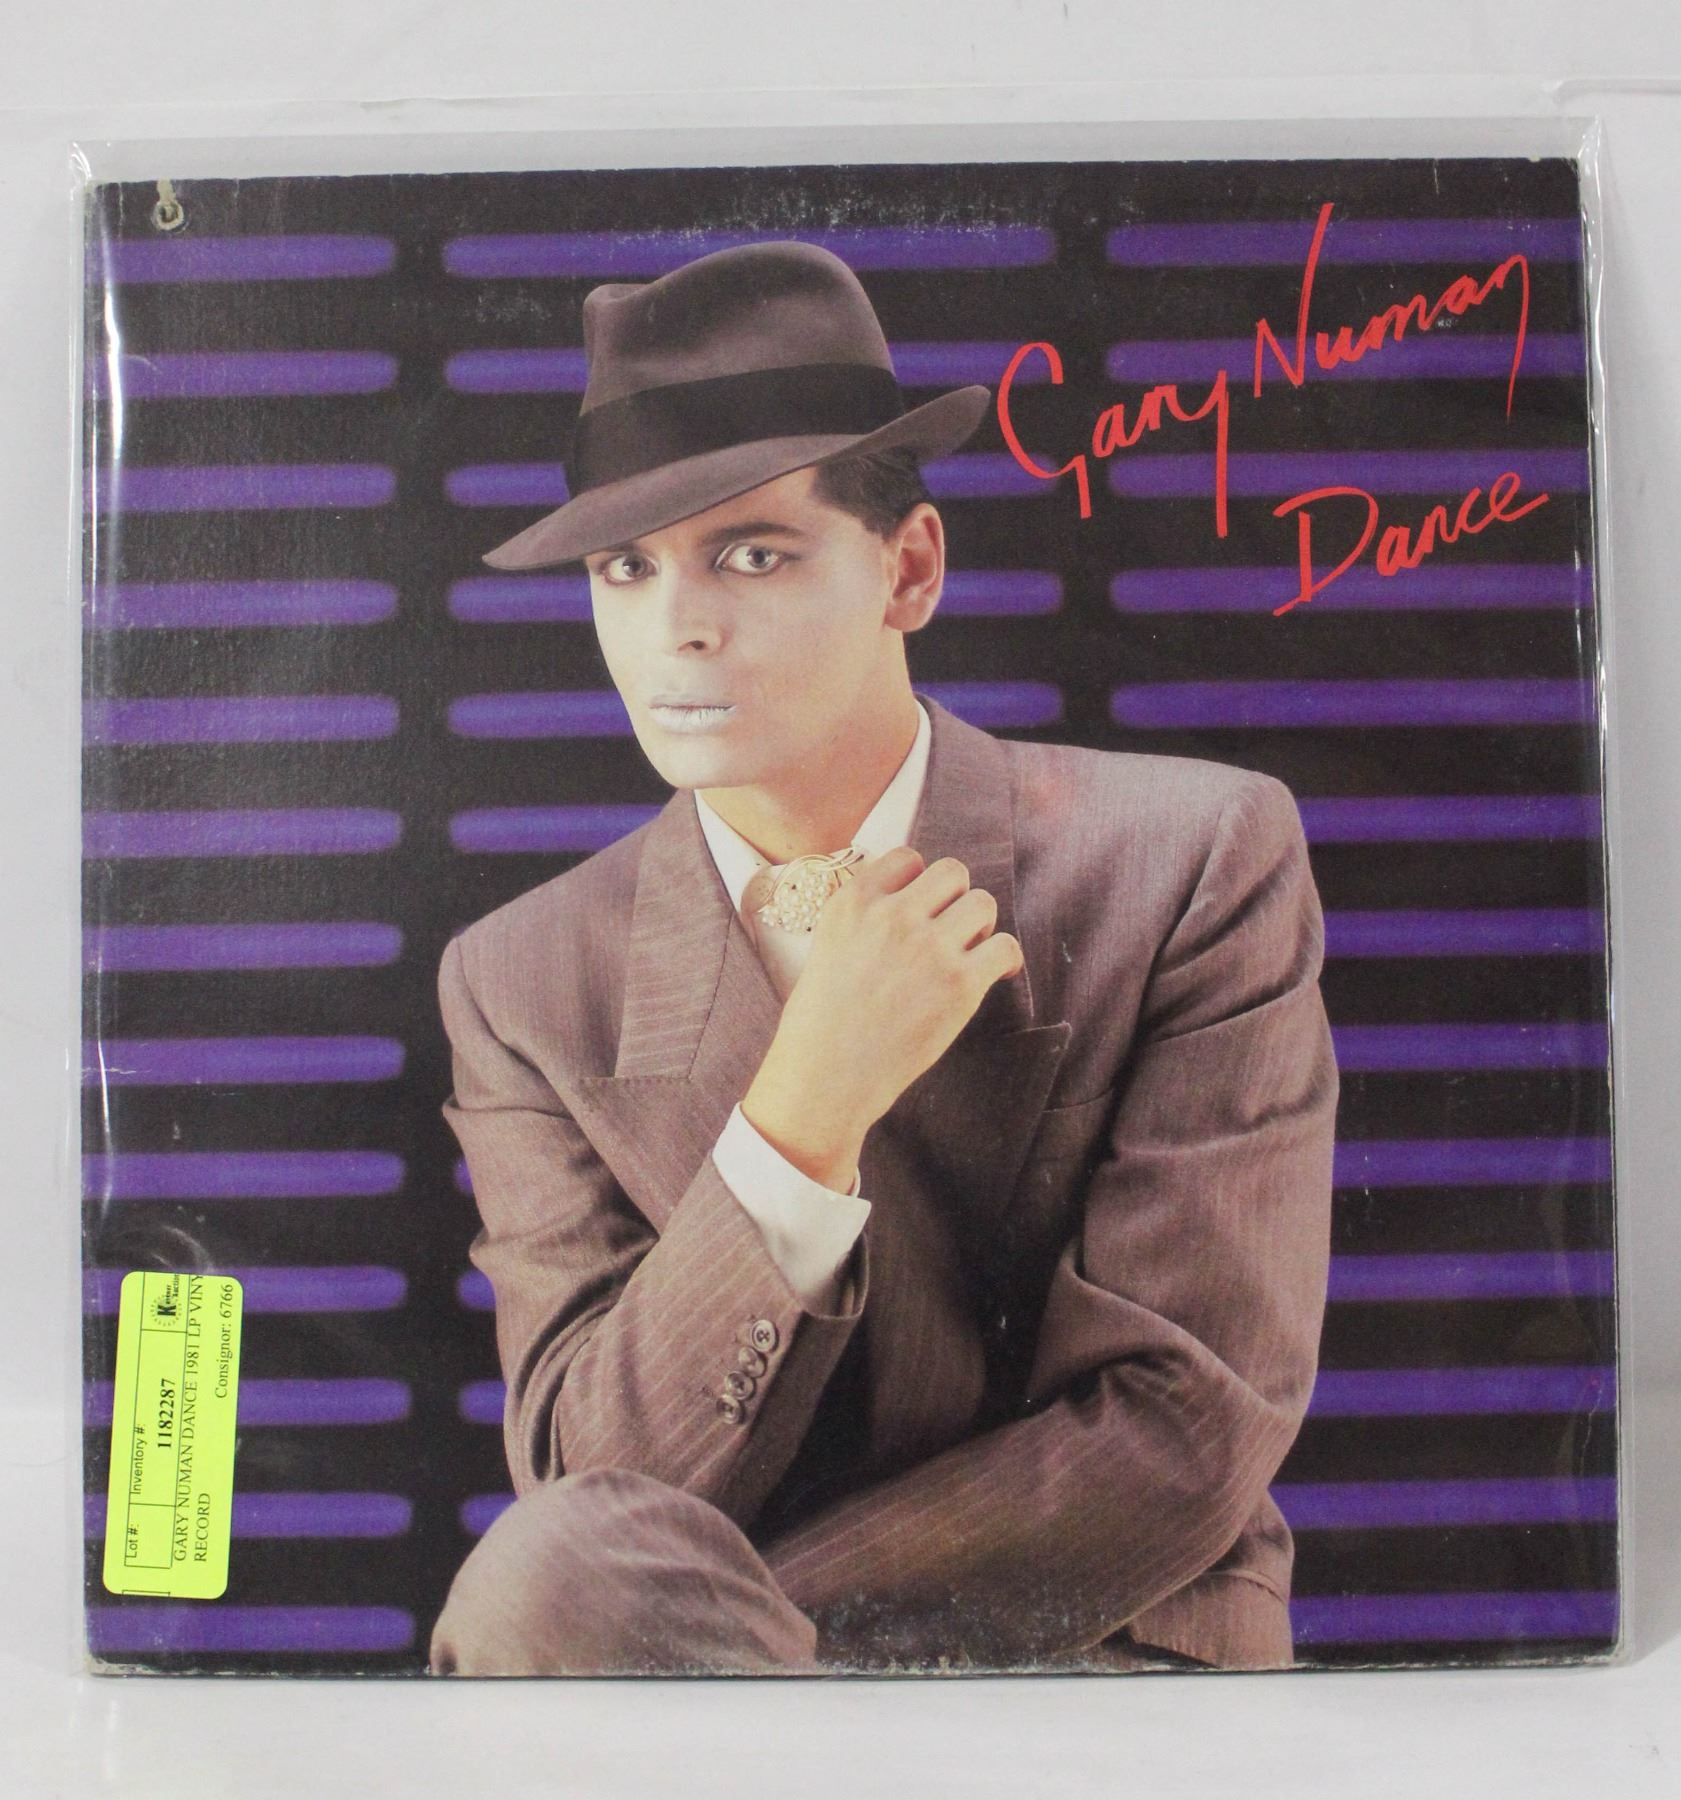 Gary Numan
Dance
Lot #:
Inventory #:
1182287
GARY NUMAN DANCE 1981 LP VINY
RECORD
Consignor: 6766